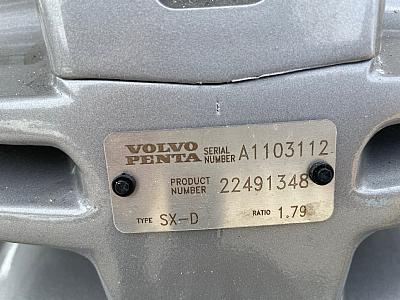 VOLVO PENTA SERIAL NUMBER A1103112
PRODUCT NUMBER 22491348
TYPE SX-D RATIO 1.79